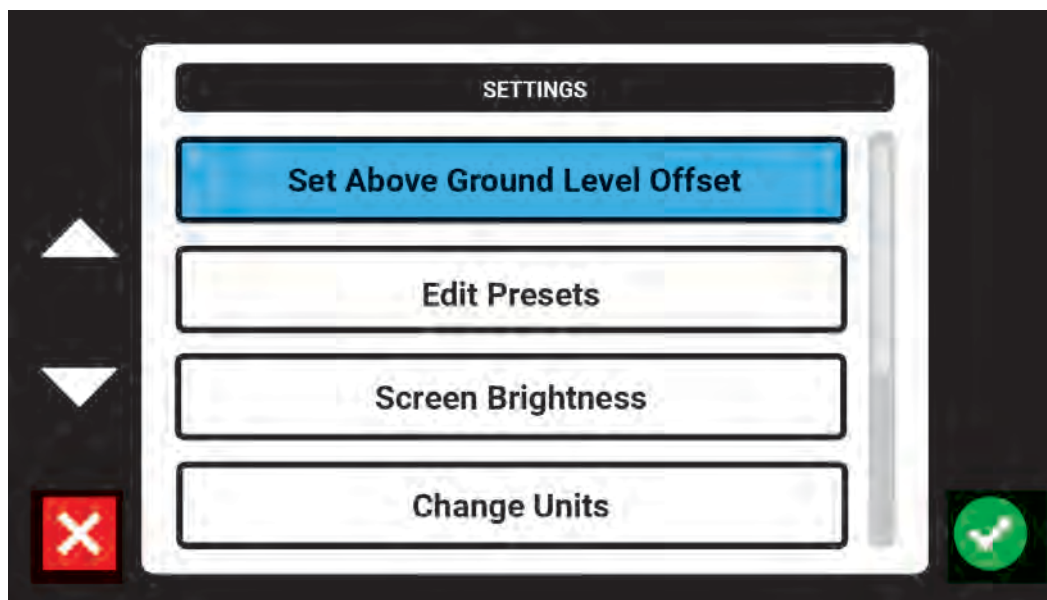 SETTINGS
Set Above Ground Level Offset
Edit Presets
Screen Brightness
Change Units